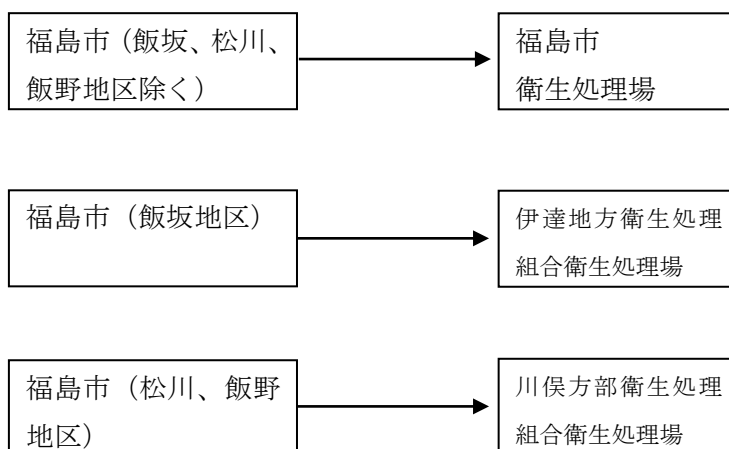 福島市（飯坂、松川、
飯野地区除く）
福島市
衛生処理場
福島市（飯坂地区）
伊達地方衛生処理
組合衛生処理場
福島市（松川、飯野
地区）
川俣方部衛生処理
組合衛生処理場